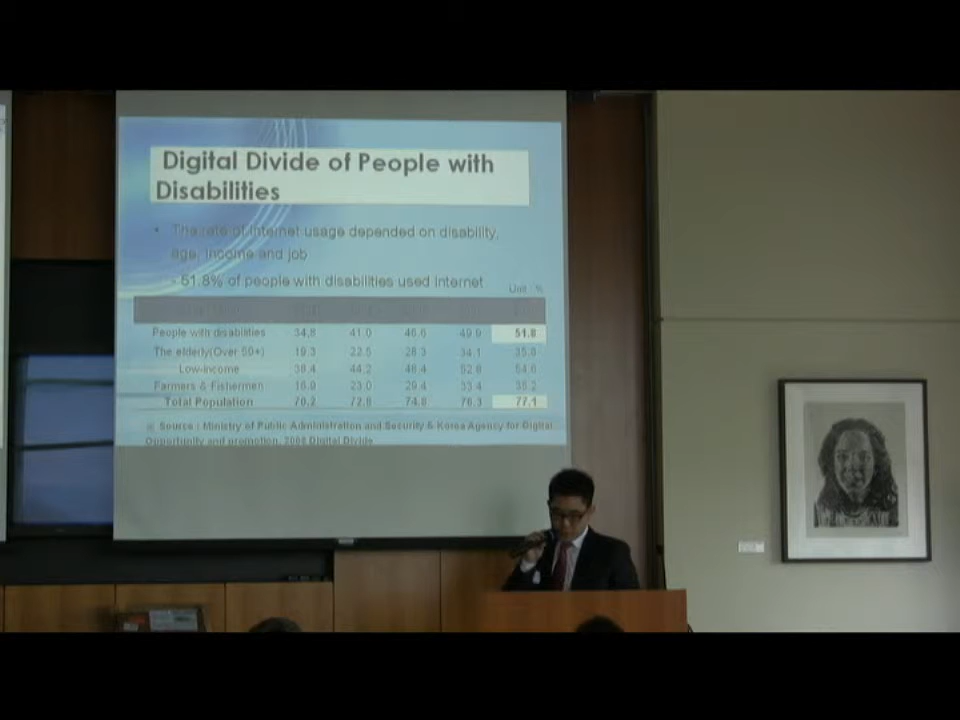 Digital Divide of People with
Disabilities
• The rate of Internet usage depended on disability,
age, income and job
- 51.8% of people with disabilities used Internet
Unit : %
People with disabilities 34.8 41.0 46.6 49.9 51.8
The elderly(Over 50+) 19.3 22.5 28.3 34.1 35.8
Low-income 38.4 44.2 48.4 52.8 54.6
Farmers & Fishermen 16.9 23.0 29.4 33.4 35.2
Total Population 70.2 72.8 74.8 76.3 77.1
※ Source : Ministry of Public Administration and Security & Korea Agency for Digital
Opportunity and promotion, 2008 Digital Divide